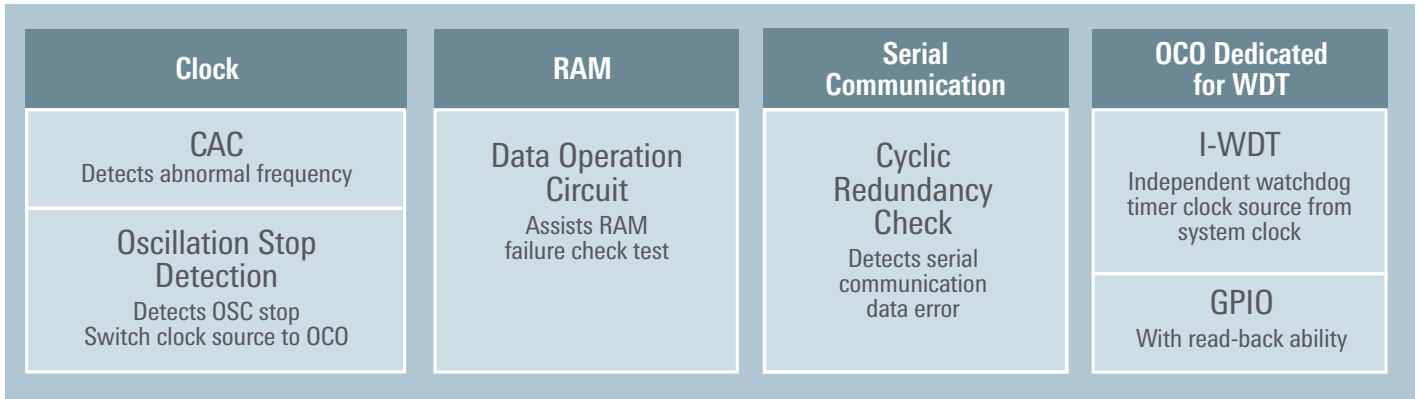 Clock
CAC
Detects abnormal frequency
Oscillation Stop
Detection
Detects OSC stop
Switch clock source to OCO
RAM
Data Operation
Circuit
Assists RAM
failure check test
Serial
Communication
Cyclic
Redundancy
Check
Detects serial
communication
data error
OCO Dedicated
for WDT
I-WDT
Independent watchdog
timer clock source from
system clock
GPIO
With read-back ability